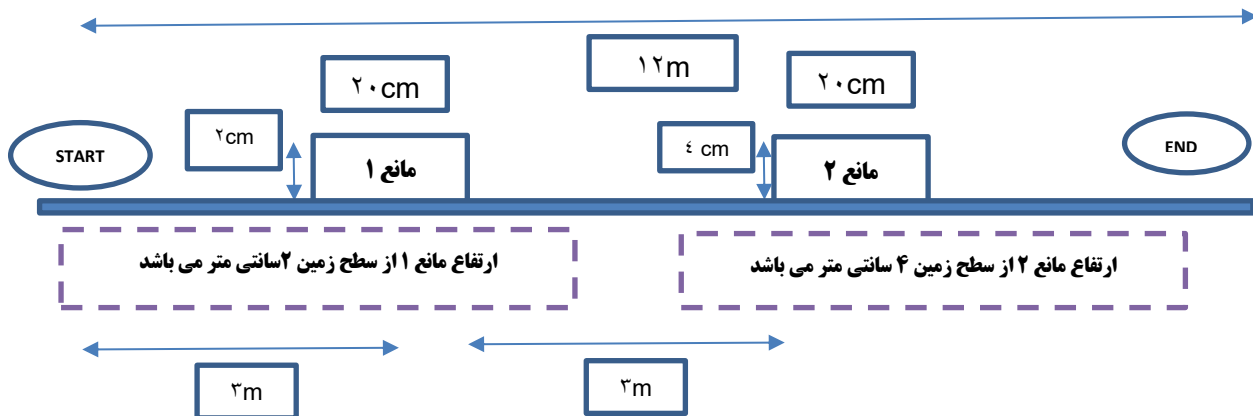 ۱۲m
۲۰cm
۲۰cm
۲cm
٤ cm
START
مانع ۱
مانع ۲
END
ارتفاع مانع ۱ از سطح زمین ۲سانتی متر می باشد
ارتفاع مانع ۲ از سطح زمین ۴ سانتی متر می باشد
۳m
۳m